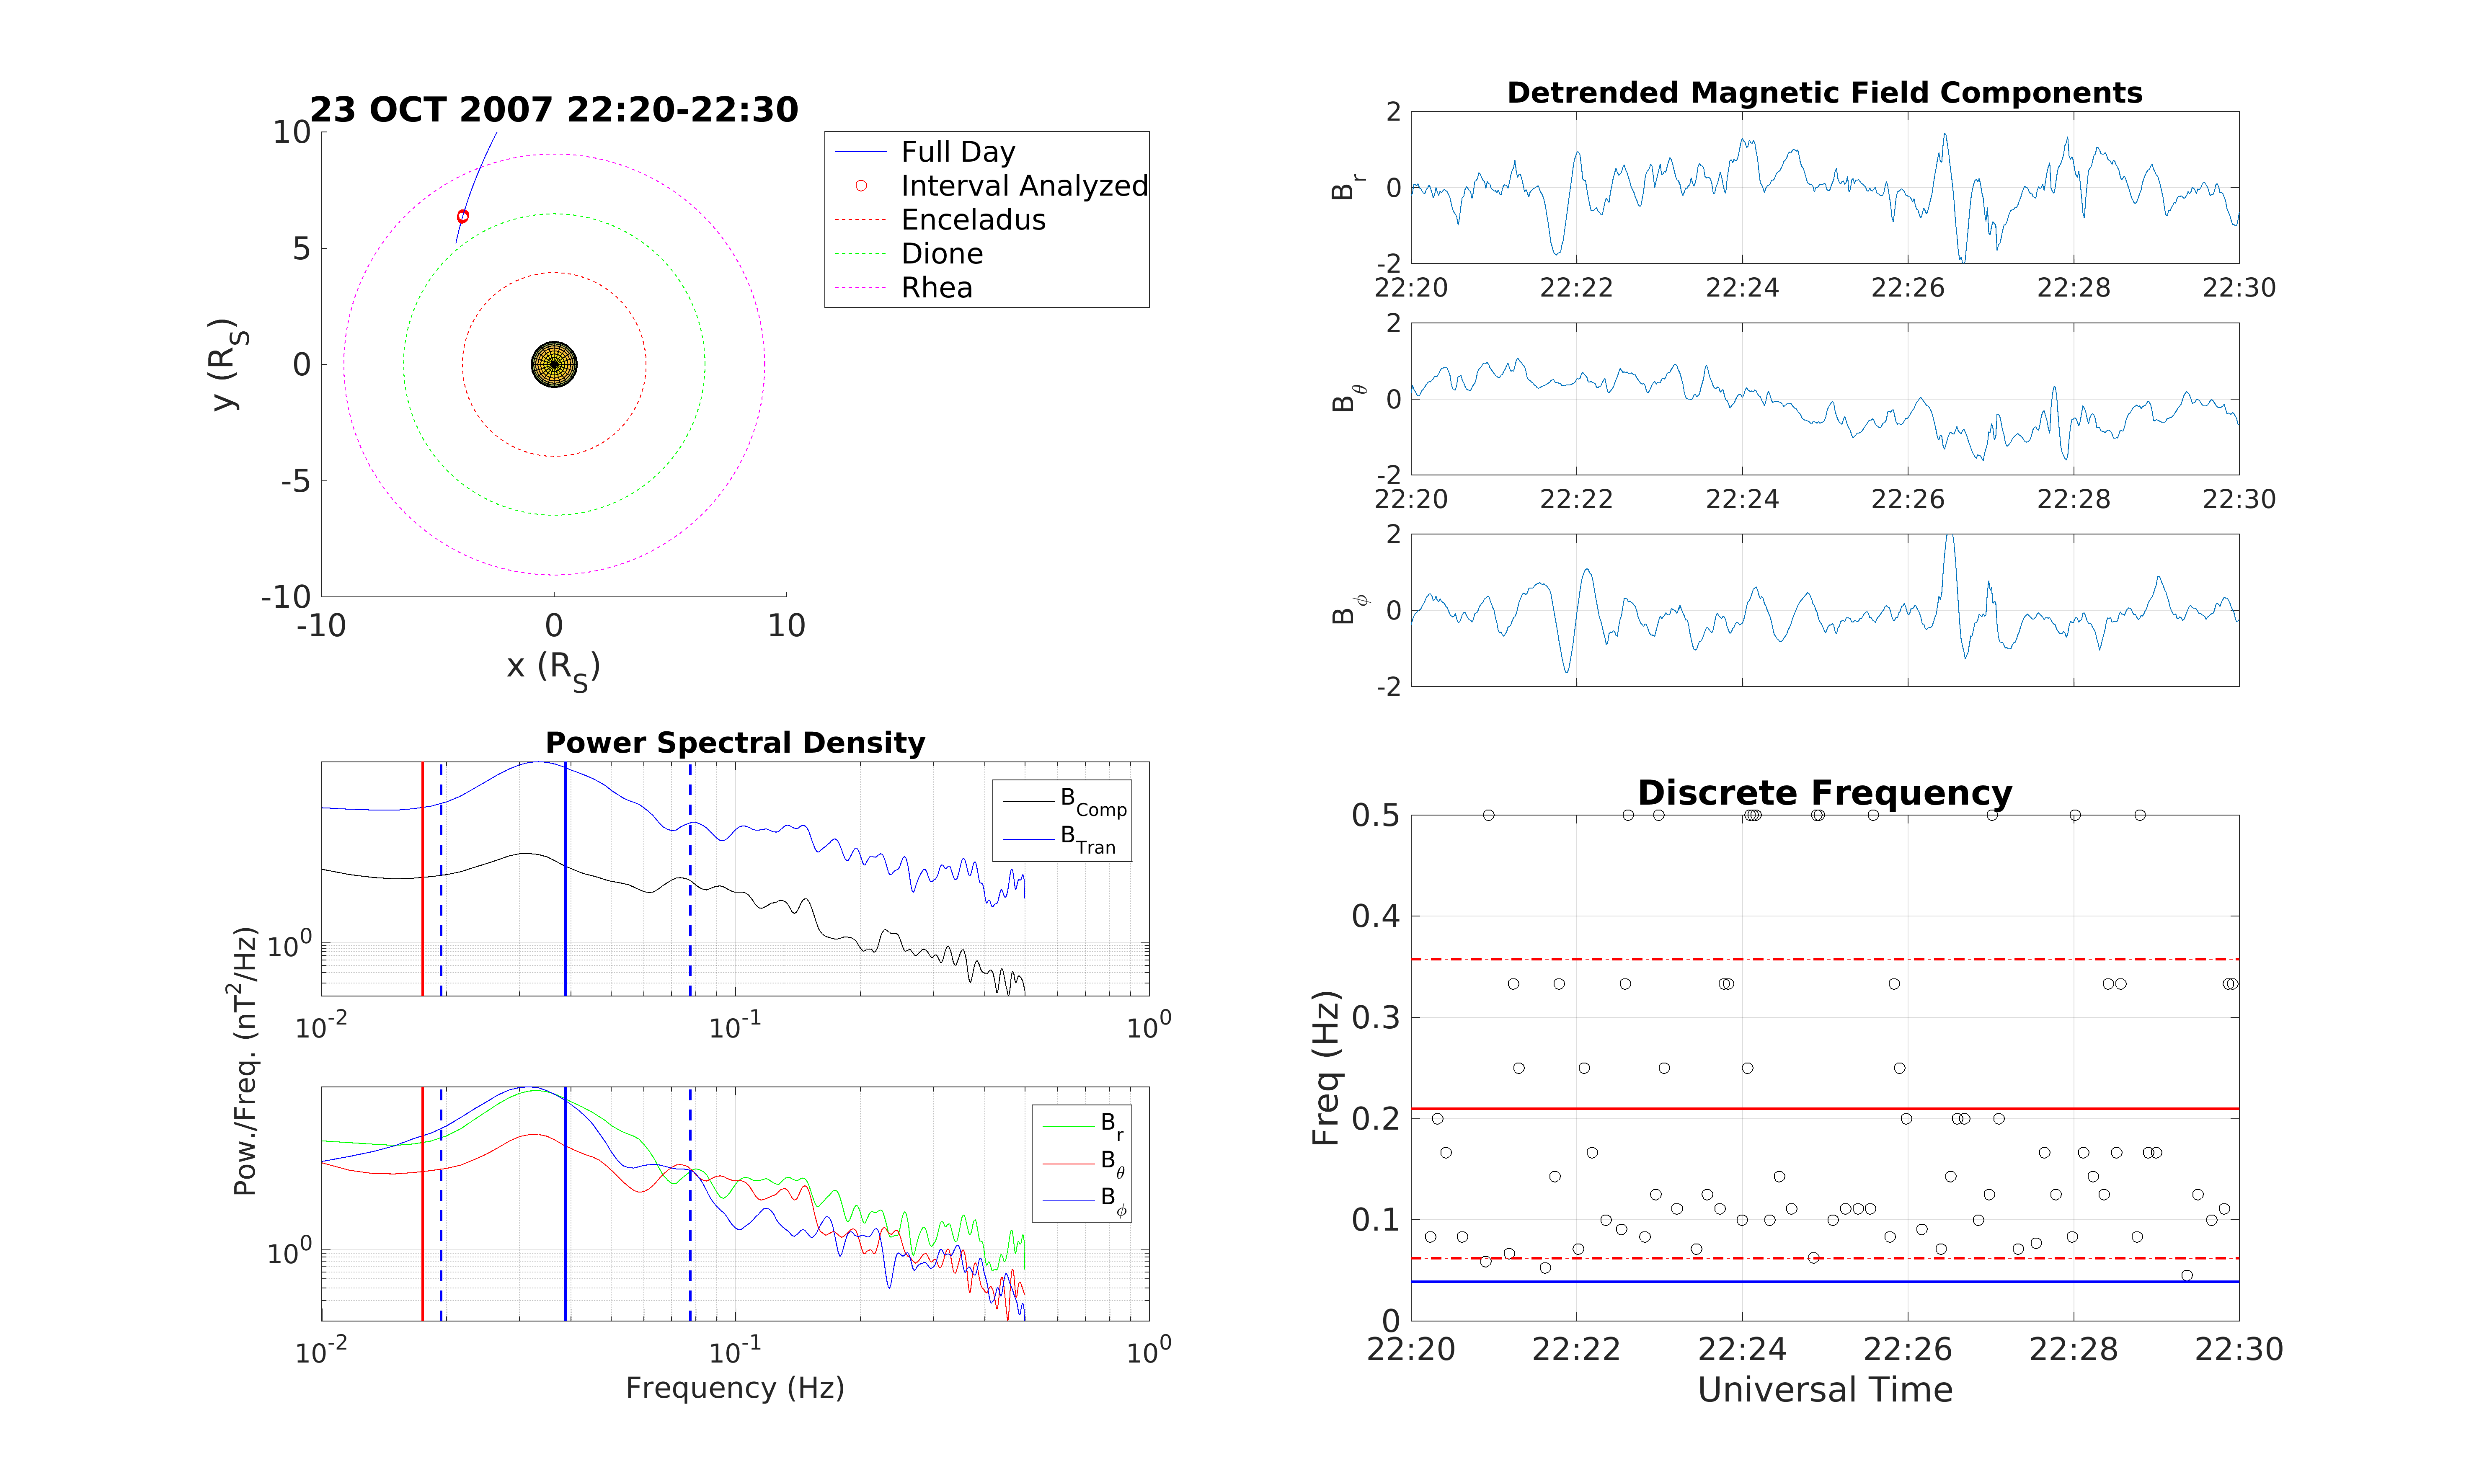 23 OCT 2007 22:20-22:30
10
5
0
-5
-10
-10 0 10
y (R_S)
x (R_S)
Full Day
Interval Analyzed
Enceladus
Dione
Rhea
Detrended Magnetic Field Components
2
0
-2
B_r
22:20 22:22 22:24 22:26 22:28 22:30
2
0
-2
B_θ
22:20 22:22 22:24 22:26 22:28 22:30
2
0
-2
B_ϕ
Power Spectral Density
B_Comp
B_Tran
10^0
10^-2 10^-1 10^0
Pow./Freq. (nT^2/Hz)
B_r
B_θ
B_ϕ
10^0
10^-2 10^-1 10^0
Frequency (Hz)
Discrete Frequency
0.5
0.4
0.3
0.2
0.1
0
Freq (Hz)
22:20 22:22 22:24 22:26 22:28 22:30
Universal Time